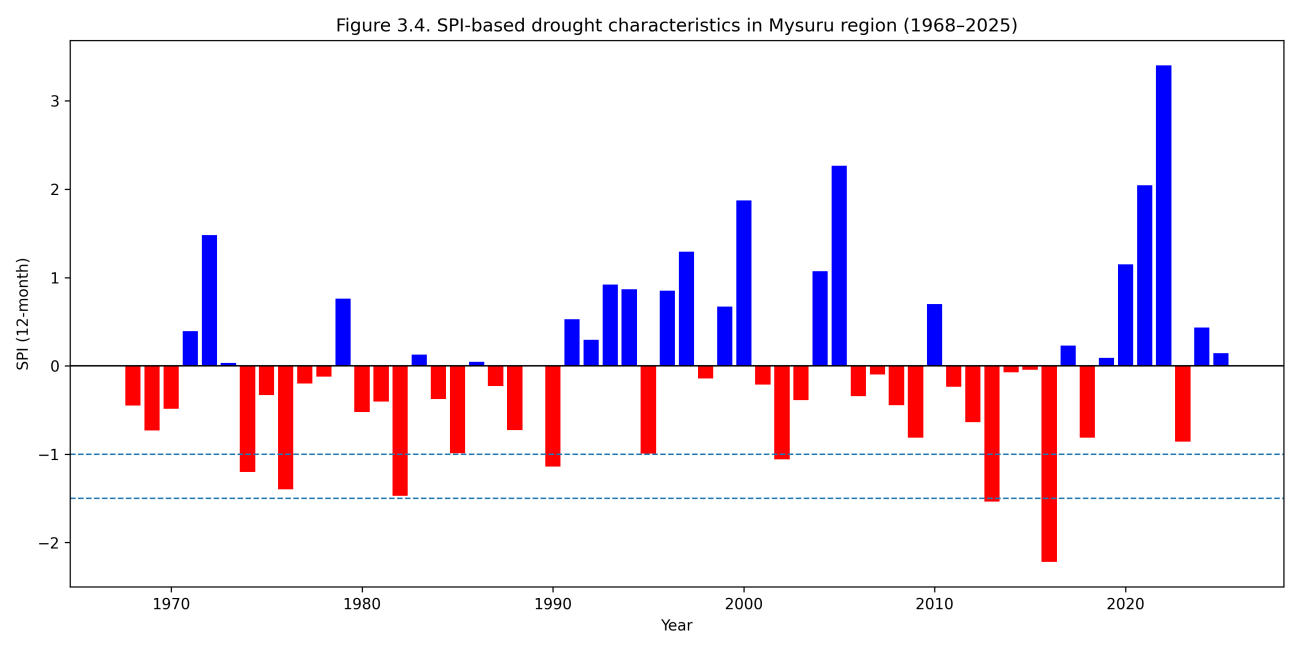 Figure 3.4. SPI-based drought characteristics in Mysuru region (1968–2025)
SPI (12-month)
3
2
1
0
−1
−2
1970 1980 1990 2000 2010 2020
Year